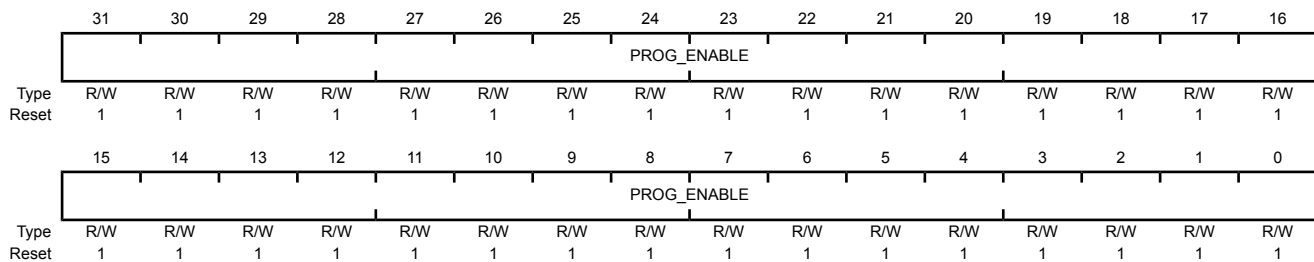 31 30 29 28 27 26 25 24 23 22 21 20 19 18 17 16
PROG_ENABLE
Type R/W R/W R/W R/W R/W R/W R/W R/W R/W R/W R/W R/W R/W R/W R/W R/W
Reset 1 1 1 1 1 1 1 1 1 1 1 1 1 1 1 1
15 14 13 12 11 10 9 8 7 6 5 4 3 2 1 0
PROG_ENABLE
Type R/W R/W R/W R/W R/W R/W R/W R/W R/W R/W R/W R/W R/W R/W R/W R/W
Reset 1 1 1 1 1 1 1 1 1 1 1 1 1 1 1 1